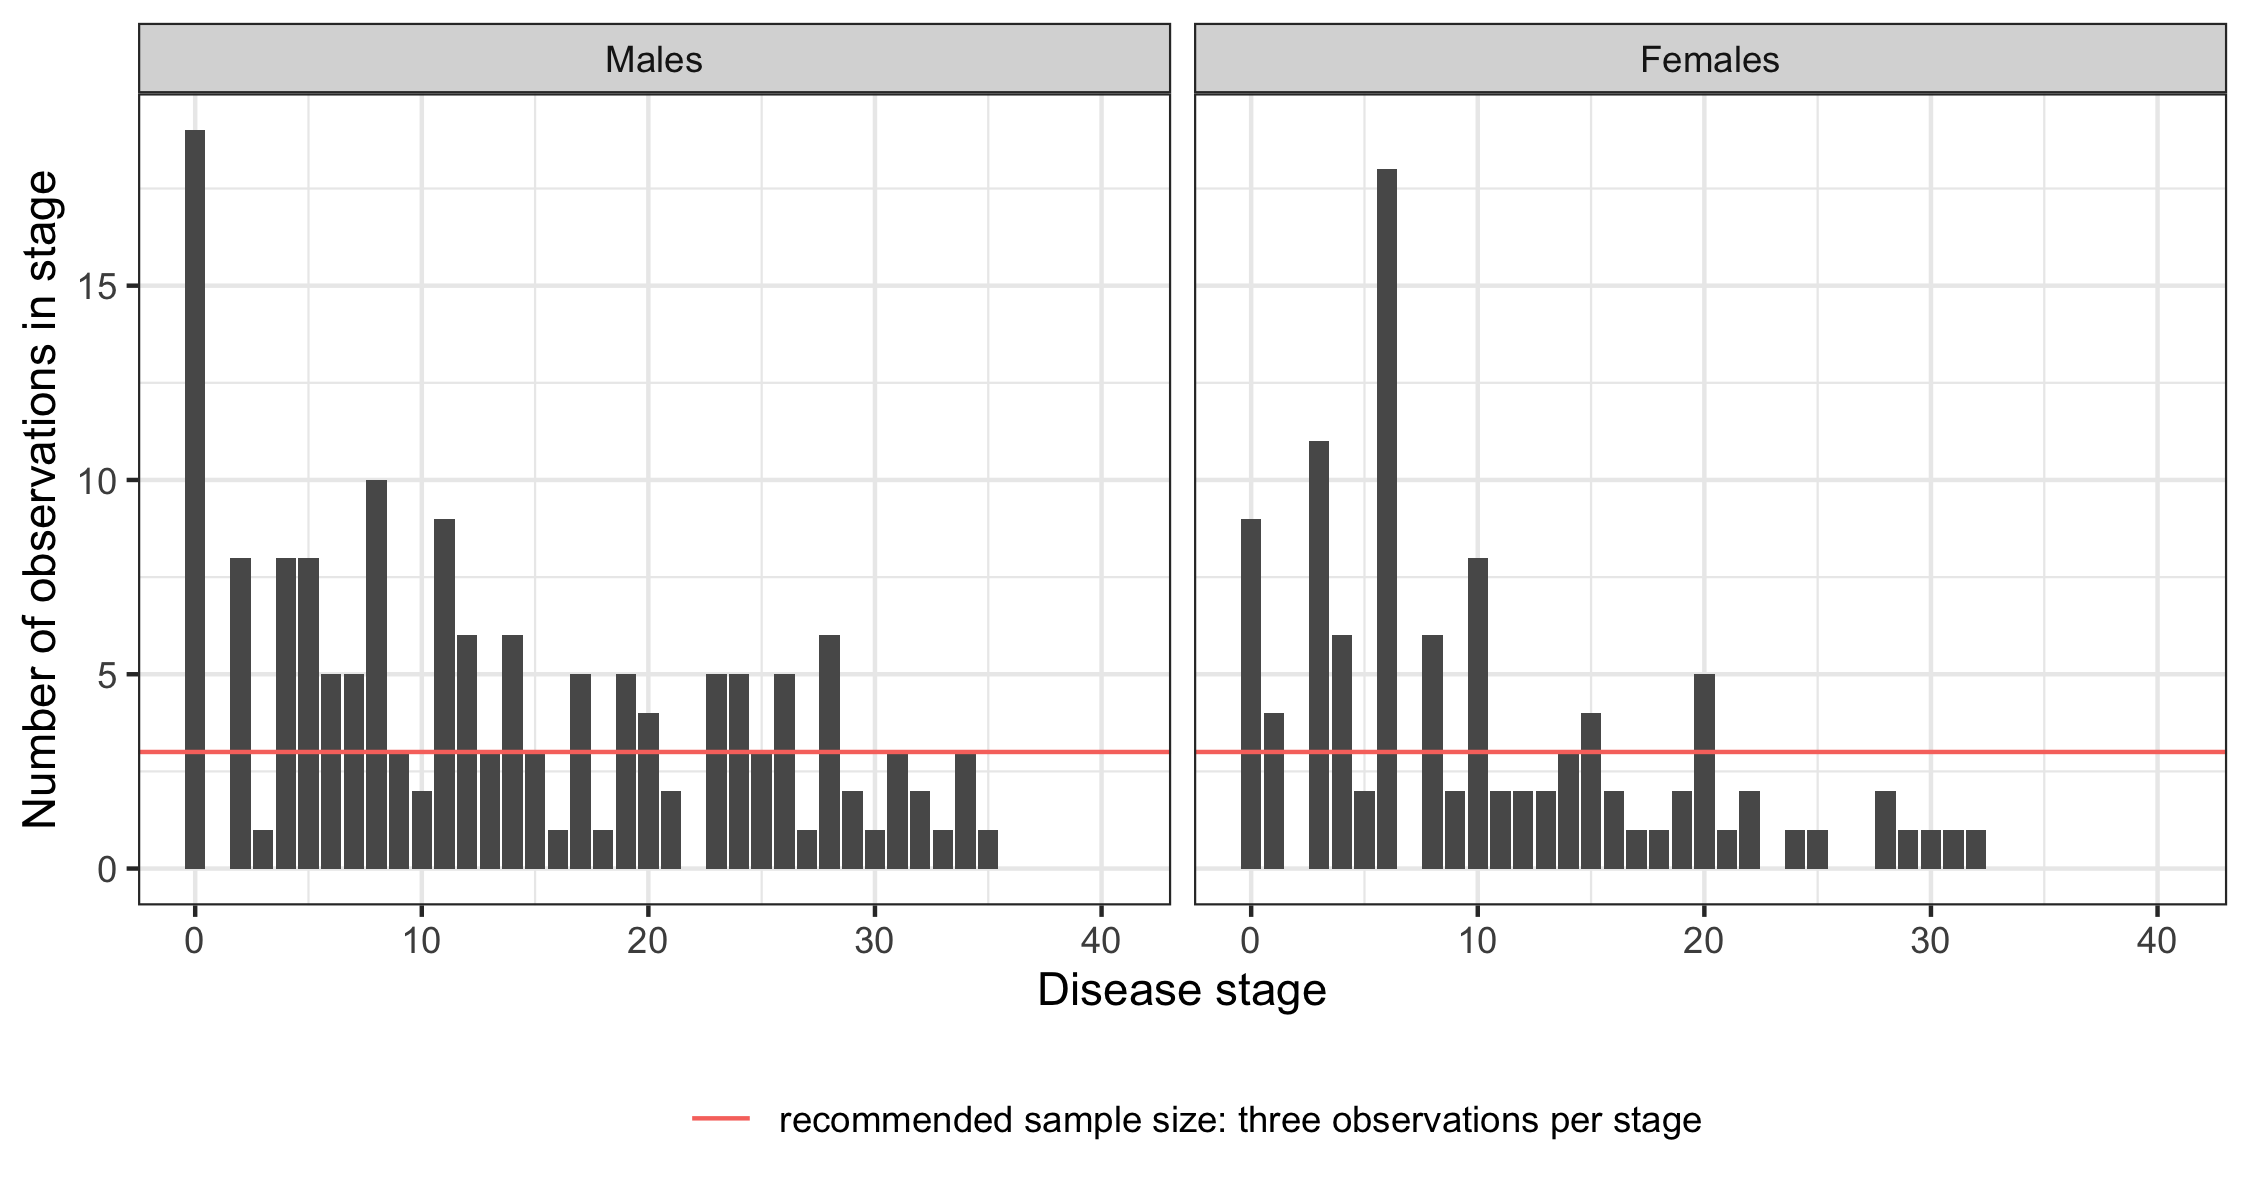 Males
Females
Number of observations in stage
15
10
5
0
0 10 20 30 40
0 10 20 30 40
Disease stage
recommended sample size: three observations per stage